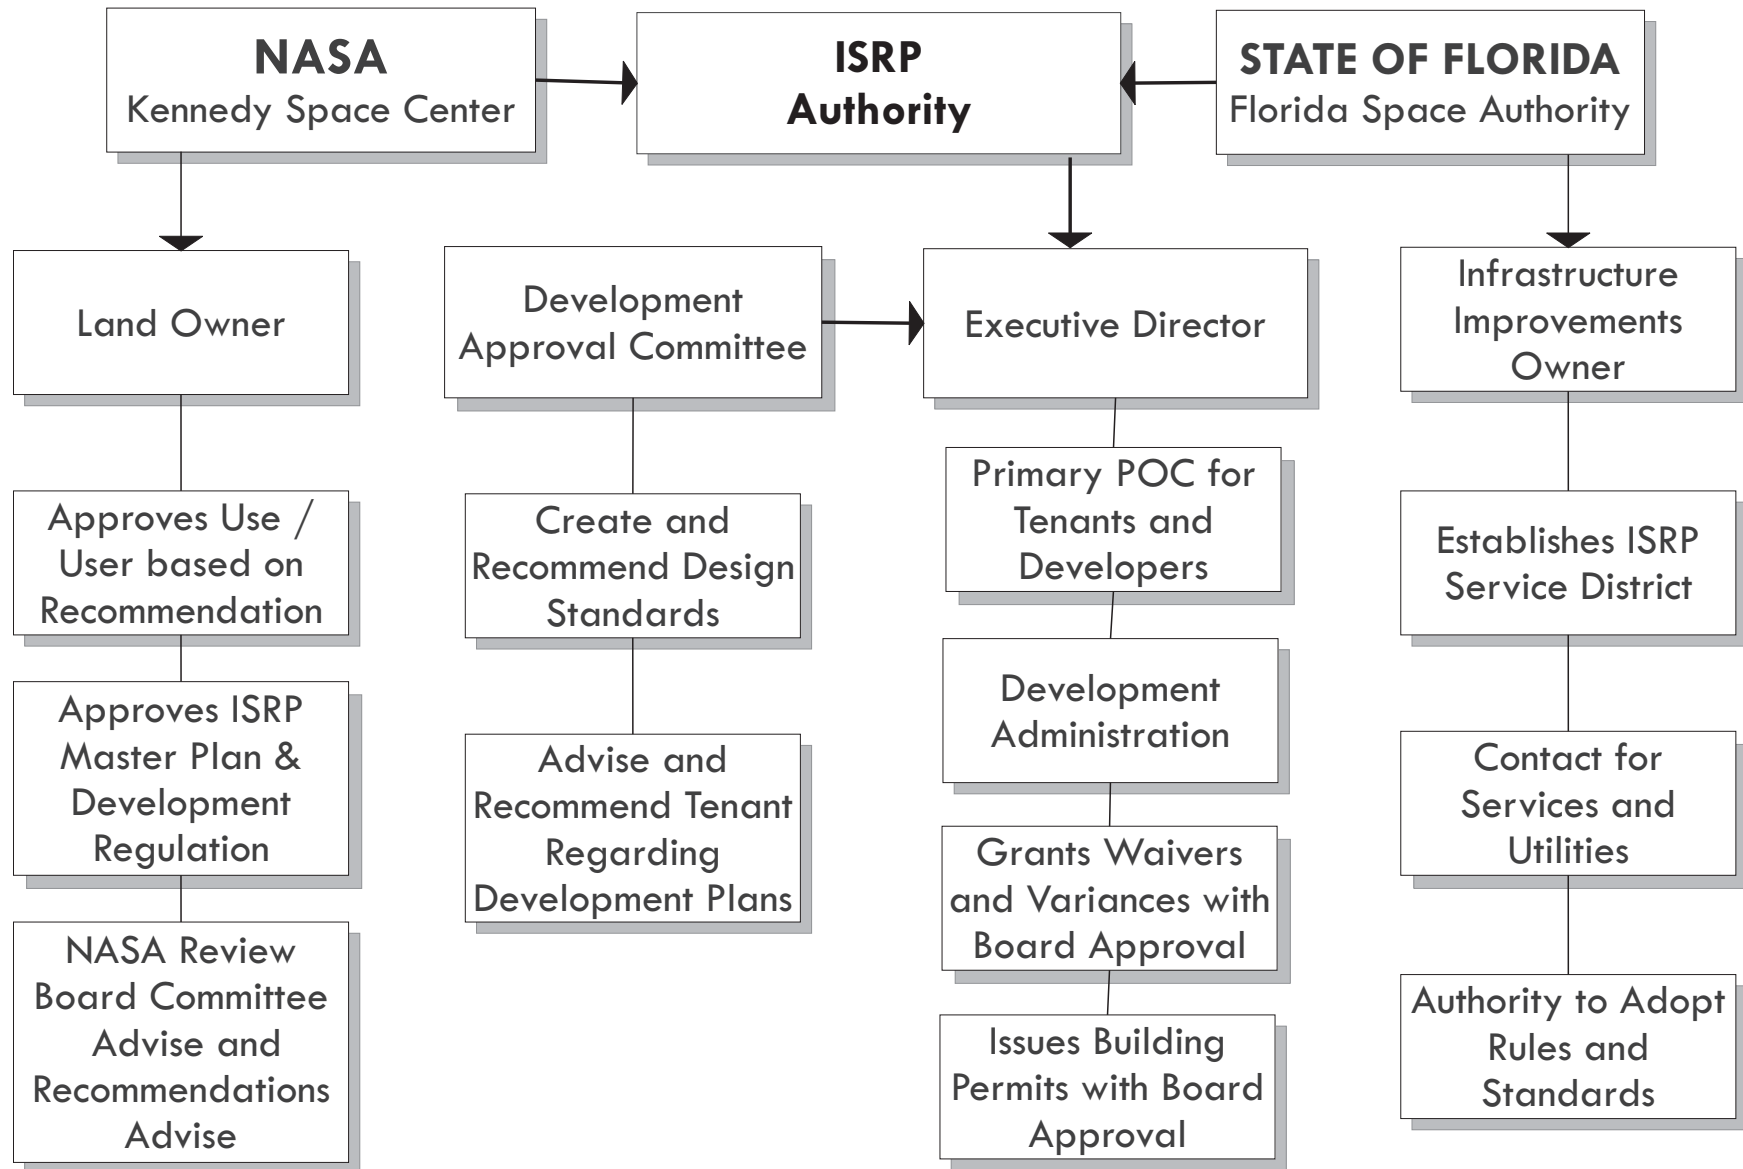 NASA
Kennedy Space Center
ISRP
Authority
STATE OF FLORIDA
Florida Space Authority
Land Owner
Development
Approval Committee
Executive Director
Infrastructure
Improvements
Owner
Approves Use /
User based on
Recommendation
Approves ISRP
Master Plan &
Development
Regulation
NASA Review
Board Committee
Advise and
Recommendations
Advise
Create and
Recommend Design
Standards
Advise and
Recommend Tenant
Regarding
Development Plans
Primary POC for
Tenants and
Developers
Development
Administration
Grants Waivers
and Variances with
Board Approval
Issues Building
Permits with Board
Approval
Establishes ISRP
Service District
Contact for
Services and
Utilities
Authority to Adopt
Rules and
Standards